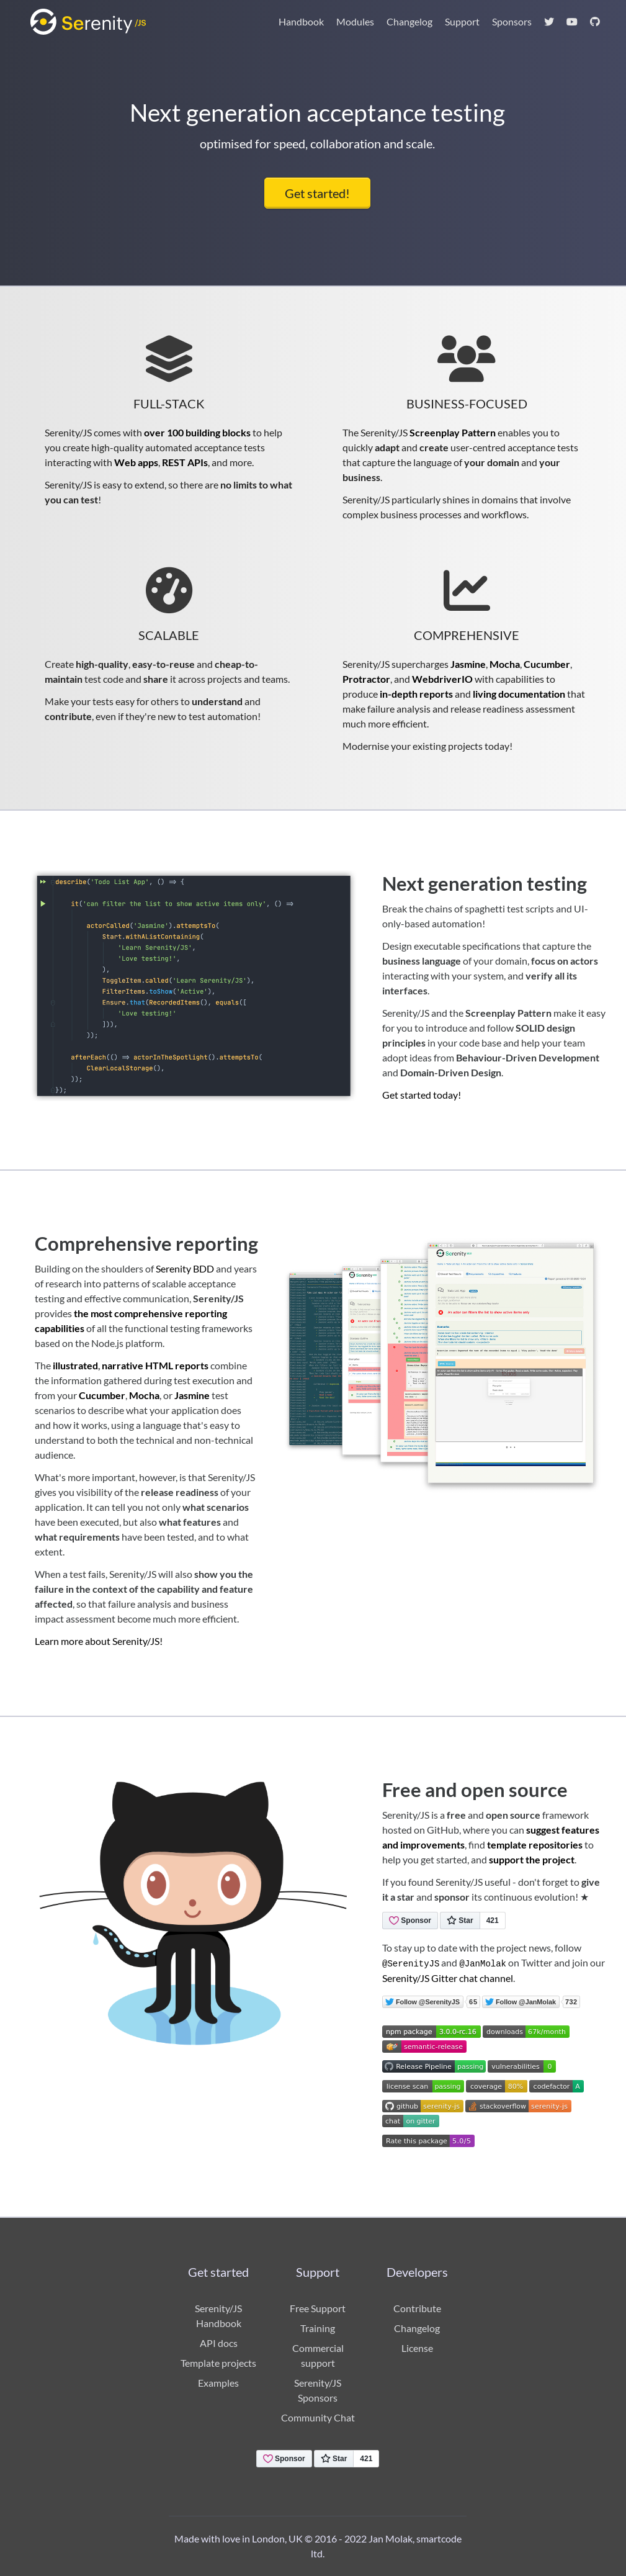 Serenity/JS
Handbook Modules Changelog Support Sponsors
Next generation acceptance testing
optimised for speed, collaboration and scale.
Get started!
FULL-STACK
Serenity/JS comes with over 100 building blocks to help
you create high-quality automated acceptance tests
interacting with Web apps, REST APIs, and more.
Serenity/JS is easy to extend, so there are no limits to what
you can test!
BUSINESS-FOCUSED
The Serenity/JS Screenplay Pattern enables you to
quickly adapt and create user-centred acceptance tests
that capture the language of your domain and your
business.
Serenity/JS particularly shines in domains that involve
complex business processes and workflows.
SCALABLE
Create high-quality, easy-to-reuse and cheap-to-
maintain test code and share it across projects and teams.
Make your tests easy for others to understand and
contribute, even if they're new to test automation!
COMPREHENSIVE
Serenity/JS supercharges Jasmine, Mocha, Cucumber,
Protractor, and WebdriverIO with capabilities to
produce in-depth reports and living documentation that
make failure analysis and release readiness assessment
much more efficient.
Modernise your existing projects today!
describe('Todo List App', () => {
it('can filter the list to show active items only', () =>
actorCalled('Jasmine').attemptsTo(
Start.withAListContaining(
'Learn Serenity/JS',
'Love testing!',
),
ToggleItem.called('Learn Serenity/JS'),
FilterItems.toShow('Active'),
Ensure.that(RecordedItems(), equals([
'Love testing!'
])),
));
afterEach(() => actorInTheSpotlight().attemptsTo(
ClearLocalStorage(),
));
});
Next generation testing
Break the chains of spaghetti test scripts and UI-
only-based automation!
Design executable specifications that capture the
business language of your domain, focus on actors
interacting with your system, and verify all its
interfaces.
Serenity/JS and the Screenplay Pattern make it easy
for you to introduce and follow SOLID design
principles in your code base and help your team
adopt ideas from Behaviour-Driven Development
and Domain-Driven Design.
Get started today!
Comprehensive reporting
Building on the shoulders of Serenity BDD and years
of research into patterns of scalable acceptance
testing and effective communication, Serenity/JS
provides the most comprehensive reporting
capabilities of all the functional testing frameworks
based on the Node.js platform.
The illustrated, narrative HTML reports combine
the information gathered during test execution and
from your Cucumber, Mocha, or Jasmine test
scenarios to describe what your application does
and how it works, using a language that's easy to
understand to both the technical and non-technical
audience.
What's more important, however, is that Serenity/JS
gives you visibility of the release readiness of your
application. It can tell you not only what scenarios
have been executed, but also what features and
what requirements have been tested, and to what
extent.
When a test fails, Serenity/JS will also show you the
failure in the context of the capability and feature
affected, so that failure analysis and business
impact assessment become much more efficient.
Learn more about Serenity/JS!
Serenity
Free and open source
Serenity/JS is a free and open source framework
hosted on GitHub, where you can suggest features
and improvements, find template repositories to
help you get started, and support the project.
If you found Serenity/JS useful - don't forget to give
it a star and sponsor its continuous evolution! ★
Sponsor Star 421
To stay up to date with the project news, follow
@SerenityJS and @JanMolak on Twitter and join our
Serenity/JS Gitter chat channel.
Follow @SerenityJS 65 Follow @JanMolak 732
npm package 3.0.0-rc.16 downloads 67k/month
semantic-release
Release Pipeline passing vulnerabilities 0
license scan passing coverage 80% codefactor A
github serenity-js stackoverflow serenity-js
chat on gitter
Rate this package 5.0/5
Get started
Serenity/JS
Handbook
API docs
Template projects
Examples
Support
Free Support
Training
Commercial
support
Serenity/JS
Sponsors
Community Chat
Developers
Contribute
Changelog
License
Sponsor Star 421
Made with love in London, UK © 2016 - 2022 Jan Molak, smartcode
ltd.